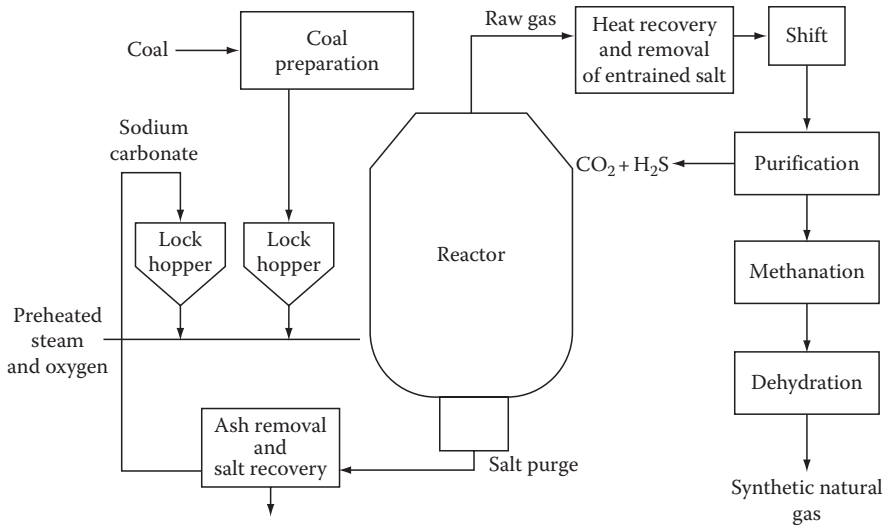 Coal
Coal
preparation
Raw gas
Heat recovery
and removal
of entrained salt
Shift
Sodium
carbonate
CO₂ + H₂S
Purification
Lock
hopper
Lock
hopper
Reactor
Methanation
Preheated
steam
and oxygen
Dehydration
Ash removal
and
salt recovery
Salt purge
Synthetic natural
gas